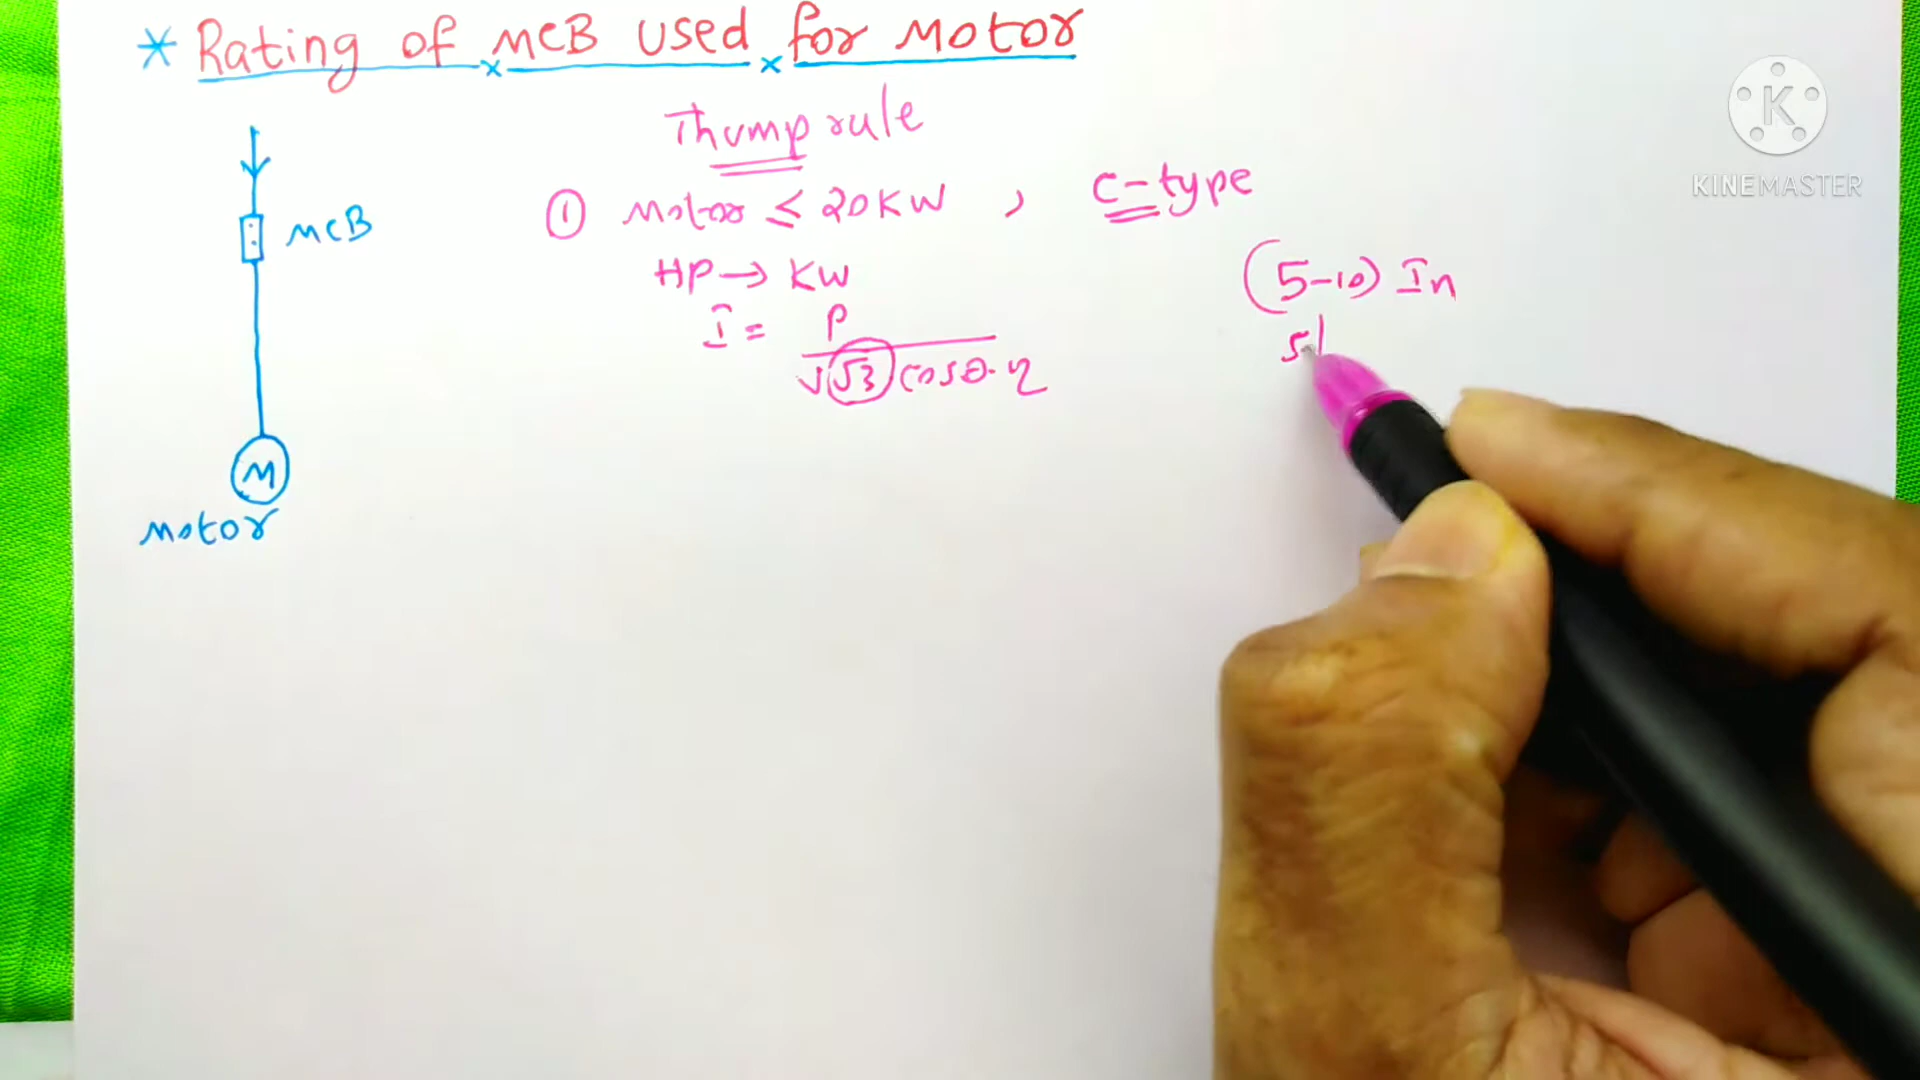 * Rating of MCB used for Motor
Thump rule
① Motor ≤ 20KW , C-type
MCB
HP → KW
(5-10) In
I = P
√√3 cosθ.η
5
M
Motor
K
KINEMASTER